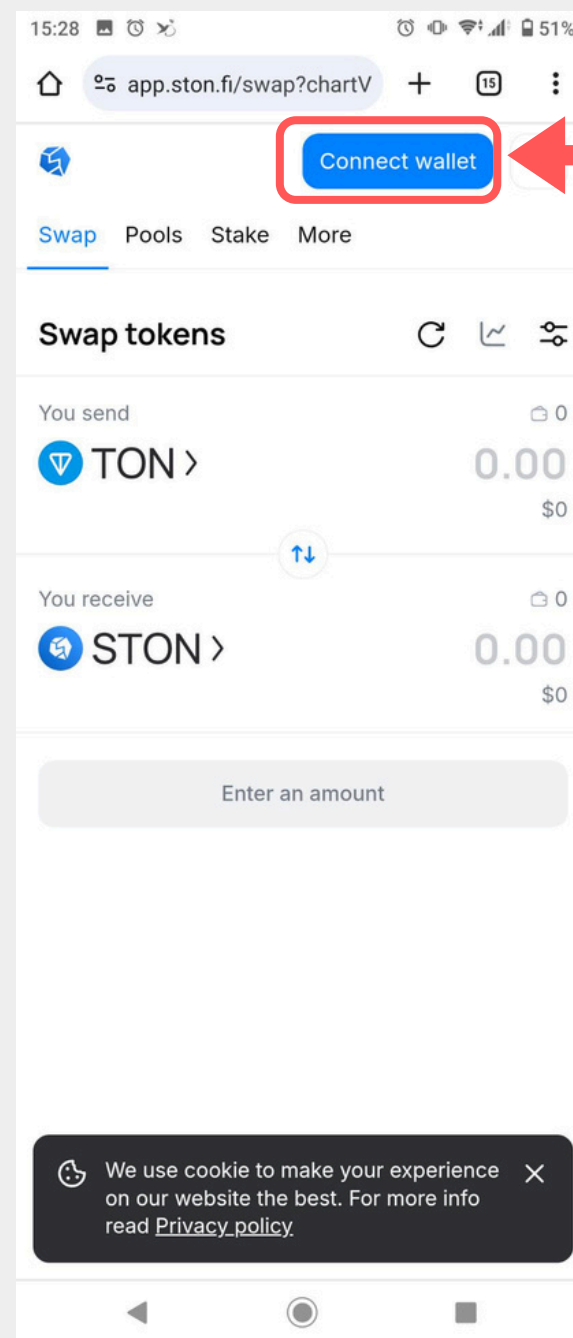 15:28
51%
app.ston.fi/swap?chartV
15
Connect wallet
Swap Pools Stake More
Swap tokens
You send
0
TON
0.00
$0
You receive
0
STON
0.00
$0
Enter an amount
We use cookie to make your experience
on our website the best. For more info
read Privacy policy